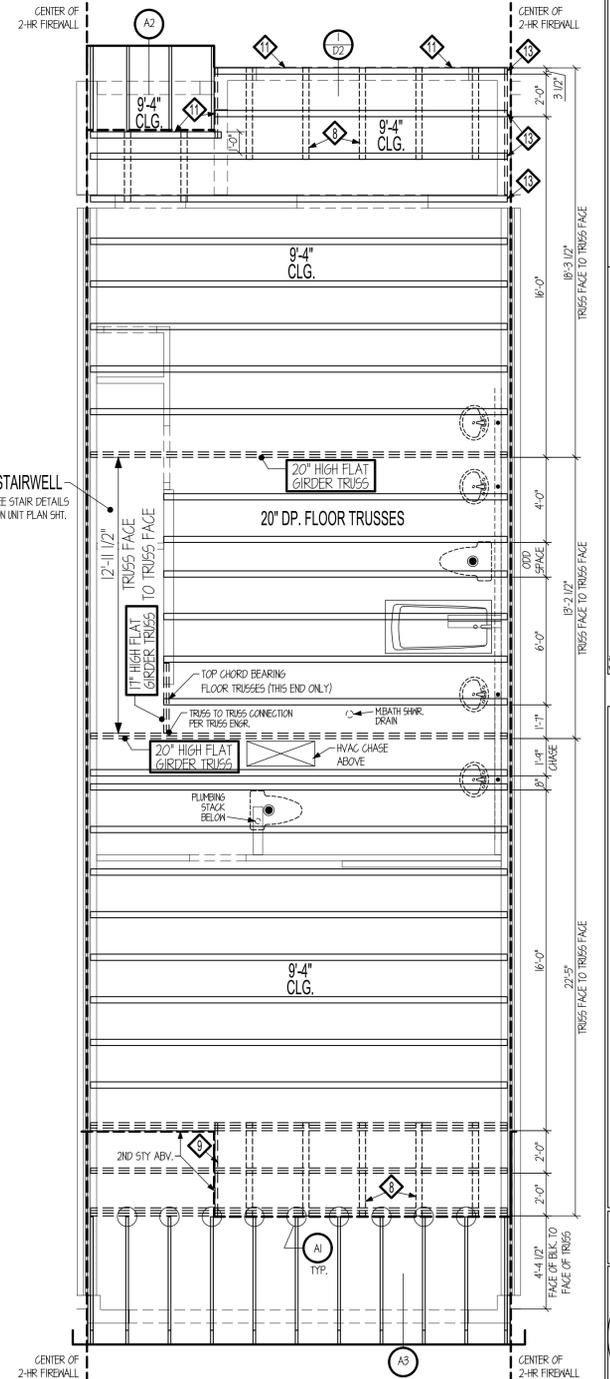 CENTER OF
2-HR FIREWALL
A2
CENTER OF
2-HR FIREWALL
11
1
D2
11
13
2'-0"
3 1/2"
9'-4"
CLG.
11
1'-0"
8
9'-4"
CLG.
13
13
9'-4"
CLG.
16'-0"
18'-3 1/2"
TRUSS FACE TO TRUSS FACE
20" HIGH FLAT
GIRDER TRUSS
STAIRWELL
EE STAIR DETAILS
ON UNIT PLAN SHT.
12'-11 1/2"
TRUSS FACE
TO TRUSS FACE
20" DP. FLOOR TRUSSES
4'-0"
ODD
SPACE
13'-2 1/2"
TRUSS FACE TO TRUSS FACE
6'-0"
17" HIGH FLAT
GIRDER TRUSS
TOP CHORD BEARING
FLOOR TRUSSES (THIS END ONLY)
TRUSS TO TRUSS CONNECTION
PER TRUSS ENGR.
M.BATH SHWR.
DRAIN
1'-7"
20" HIGH FLAT
GIRDER TRUSS
HVAC CHASE
ABOVE
1'-9"
CHASE
8"
PLUMBING
STACK
BELOW
9'-4"
CLG.
16'-0"
22'-5"
TRUSS FACE TO TRUSS FACE
2ND STY ABV.
9
8
2'-0"
2'-0"
A1
TYP.
4'-4 1/2"
FACE OF BLK. TO
FACE OF TRUSS
A3
CENTER OF
2-HR FIREWALL
CENTER OF
2-HR FIREWALL